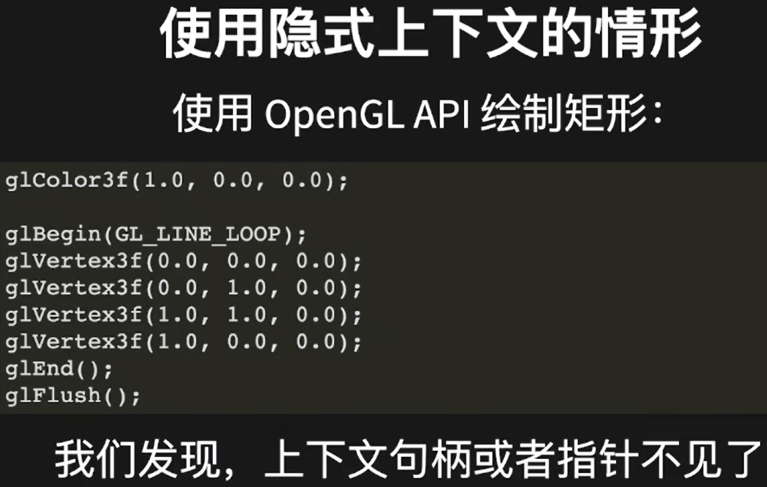 使用隐式上下文的情形
使用 OpenGL API 绘制矩形：
glColor3f(1.0, 0.0, 0.0);
glBegin(GL_LINE_LOOP);
glVertex3f(0.0, 0.0, 0.0);
glVertex3f(0.0, 1.0, 0.0);
glVertex3f(1.0, 1.0, 0.0);
glVertex3f(1.0, 0.0, 0.0);
glEnd();
glFlush();
我们发现，上下文句柄或者指针不见了